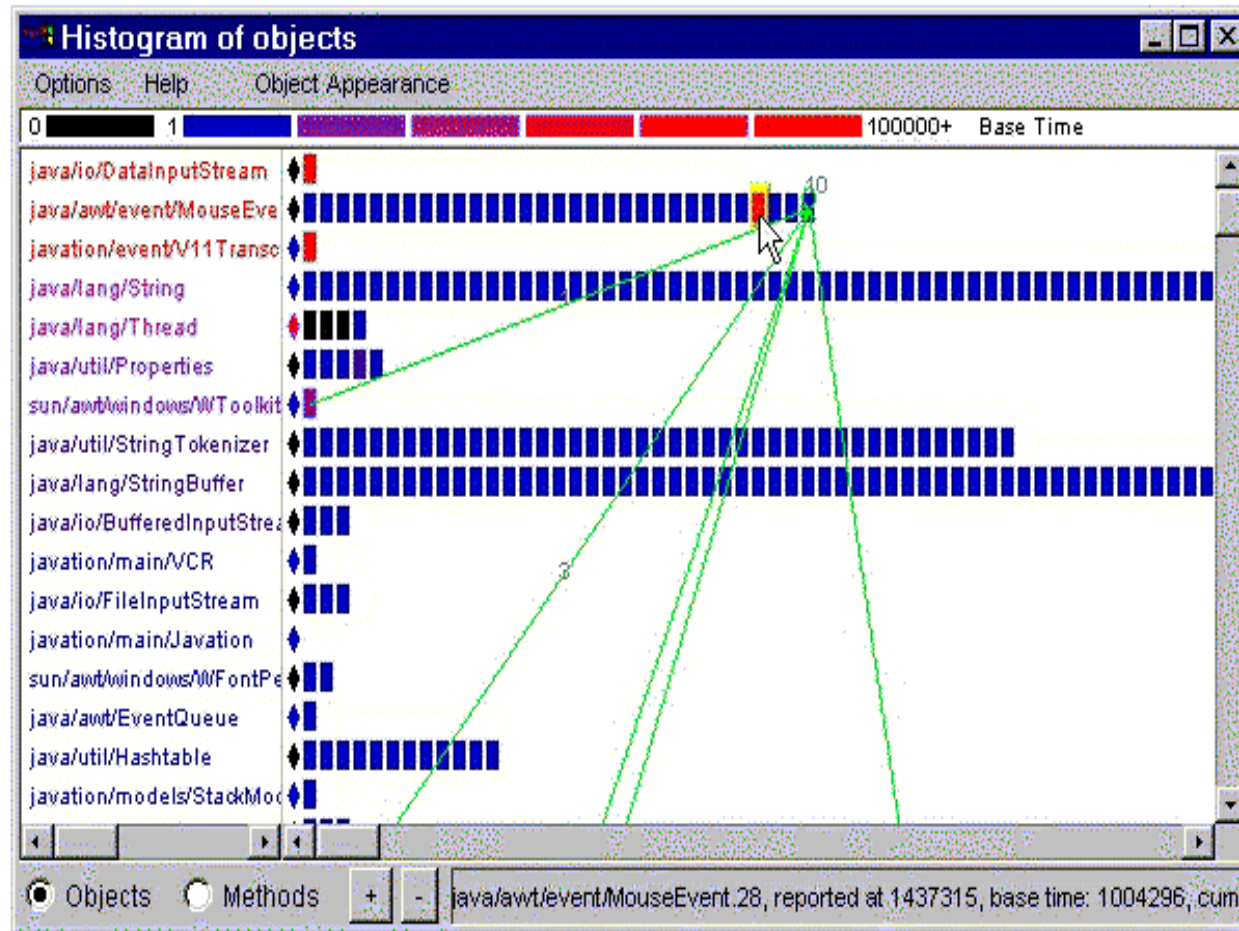 Histogram of objects
Options Help Object Appearance
0 1 100000+ Base Time
java/io/DataInputStream
java/awt/event/MouseEve
javation/event/V11Transc
java/lang/String
java/lang/Thread
java/util/Properties
sun/awt/windows/WToolkit
java/util/StringTokenizer
java/lang/StringBuffer
java/io/BufferedInputStrea
javation/main/VCR
java/io/FileInputStream
javation/main/Javation
sun/awt/windows/WFontPe
java/awt/EventQueue
java/util/Hashtable
javation/models/StackMod
10
3
Objects Methods + - java/awt/event/MouseEvent.28, reported at 1437315, base time: 1004296, cum